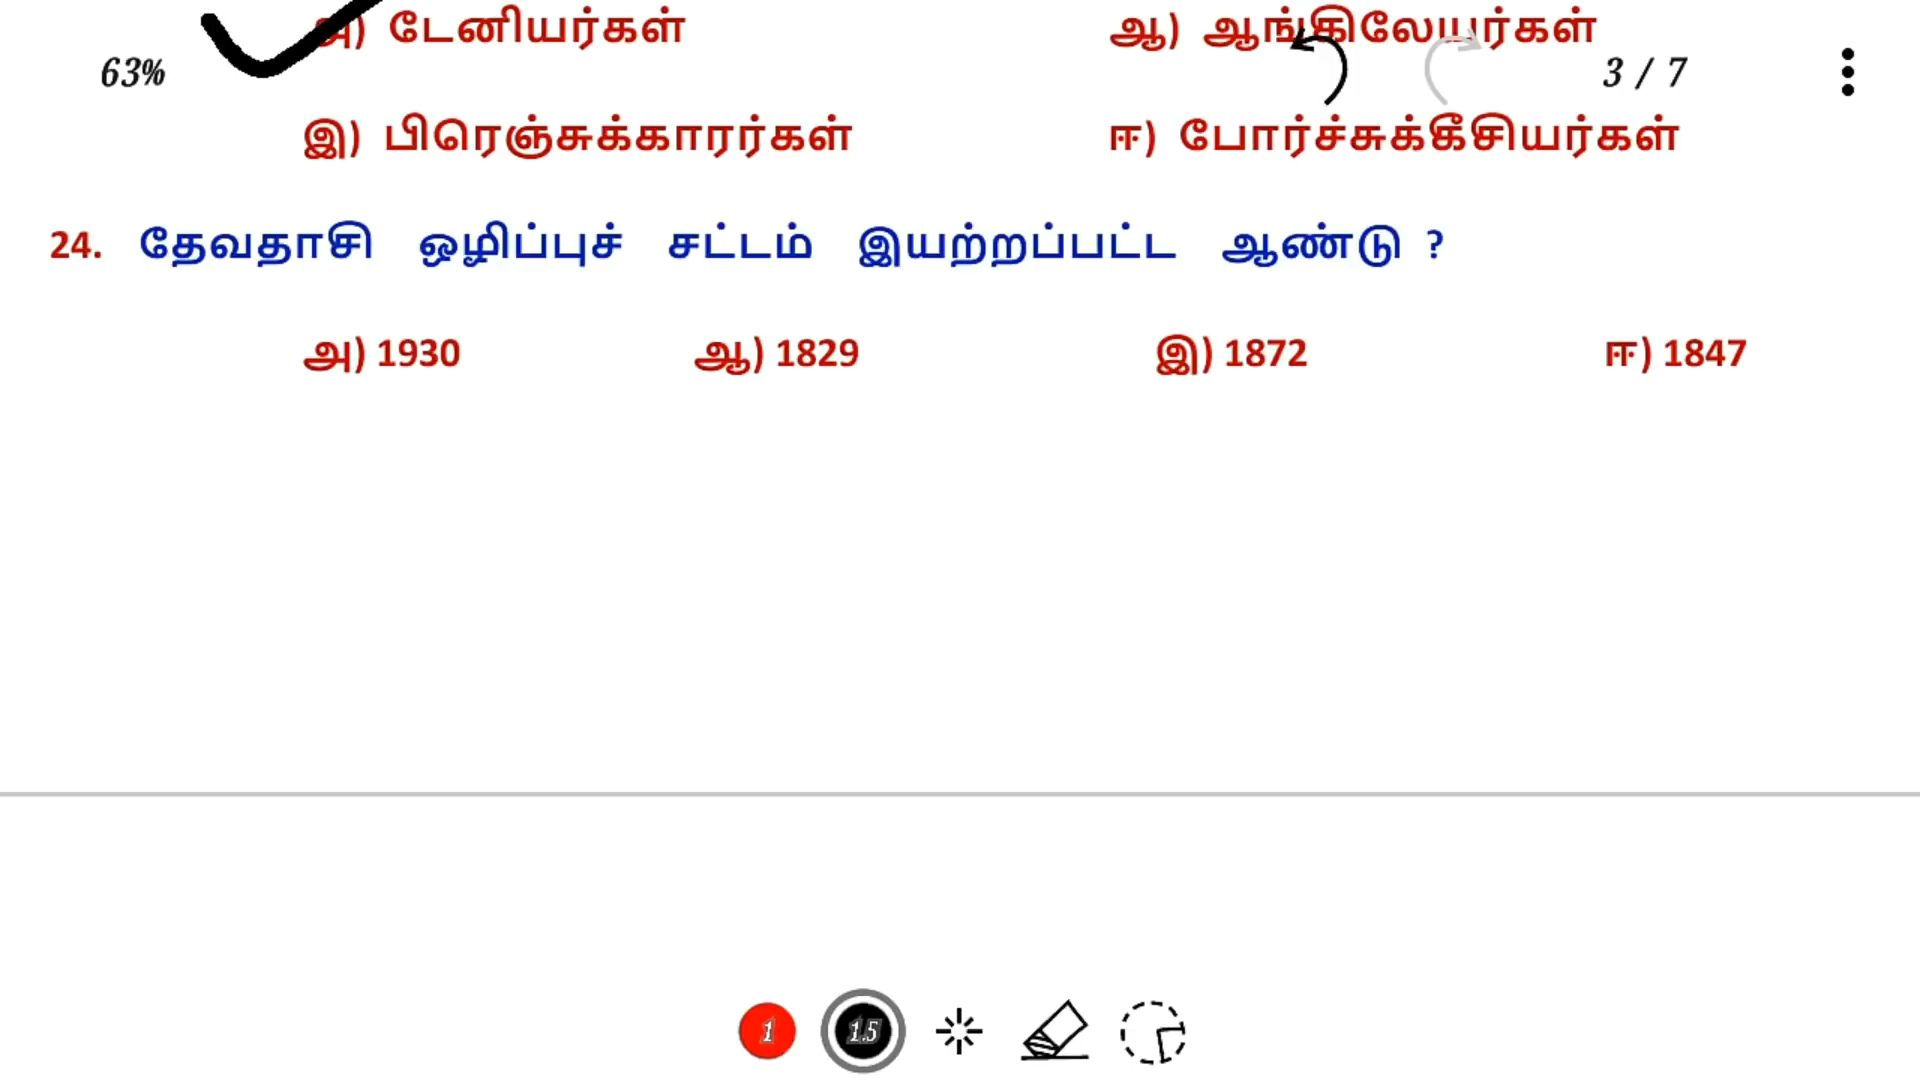 அ) டேனியர்கள் ஆ) ஆங்கிலேயர்கள்
63% 3 / 7
இ) பிரெஞ்சுக்காரர்கள் ஈ) போர்ச்சுக்கீசியர்கள்
24. தேவதாசி ஒழிப்புச் சட்டம் இயற்றப்பட்ட ஆண்டு ?
அ) 1930 ஆ) 1829 இ) 1872 ஈ) 1847
1 1.5